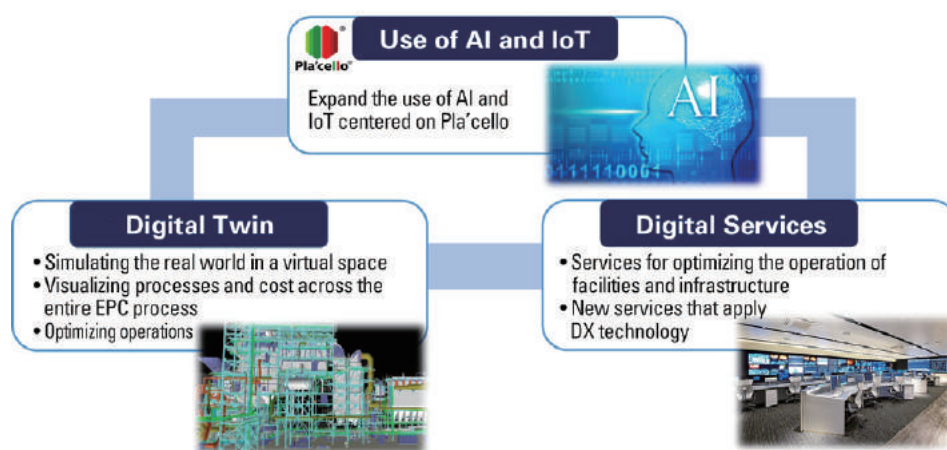 Use of AI and IoT
Pla'cello®
Expand the use of AI and
IoT centered on Pla'cello
AI
0111110001
Digital Twin
• Simulating the real world in a virtual space
• Visualizing processes and cost across the
entire EPC process
• Optimizing operations
Digital Services
• Services for optimizing the operation of
facilities and infrastructure
• New services that apply
DX technology